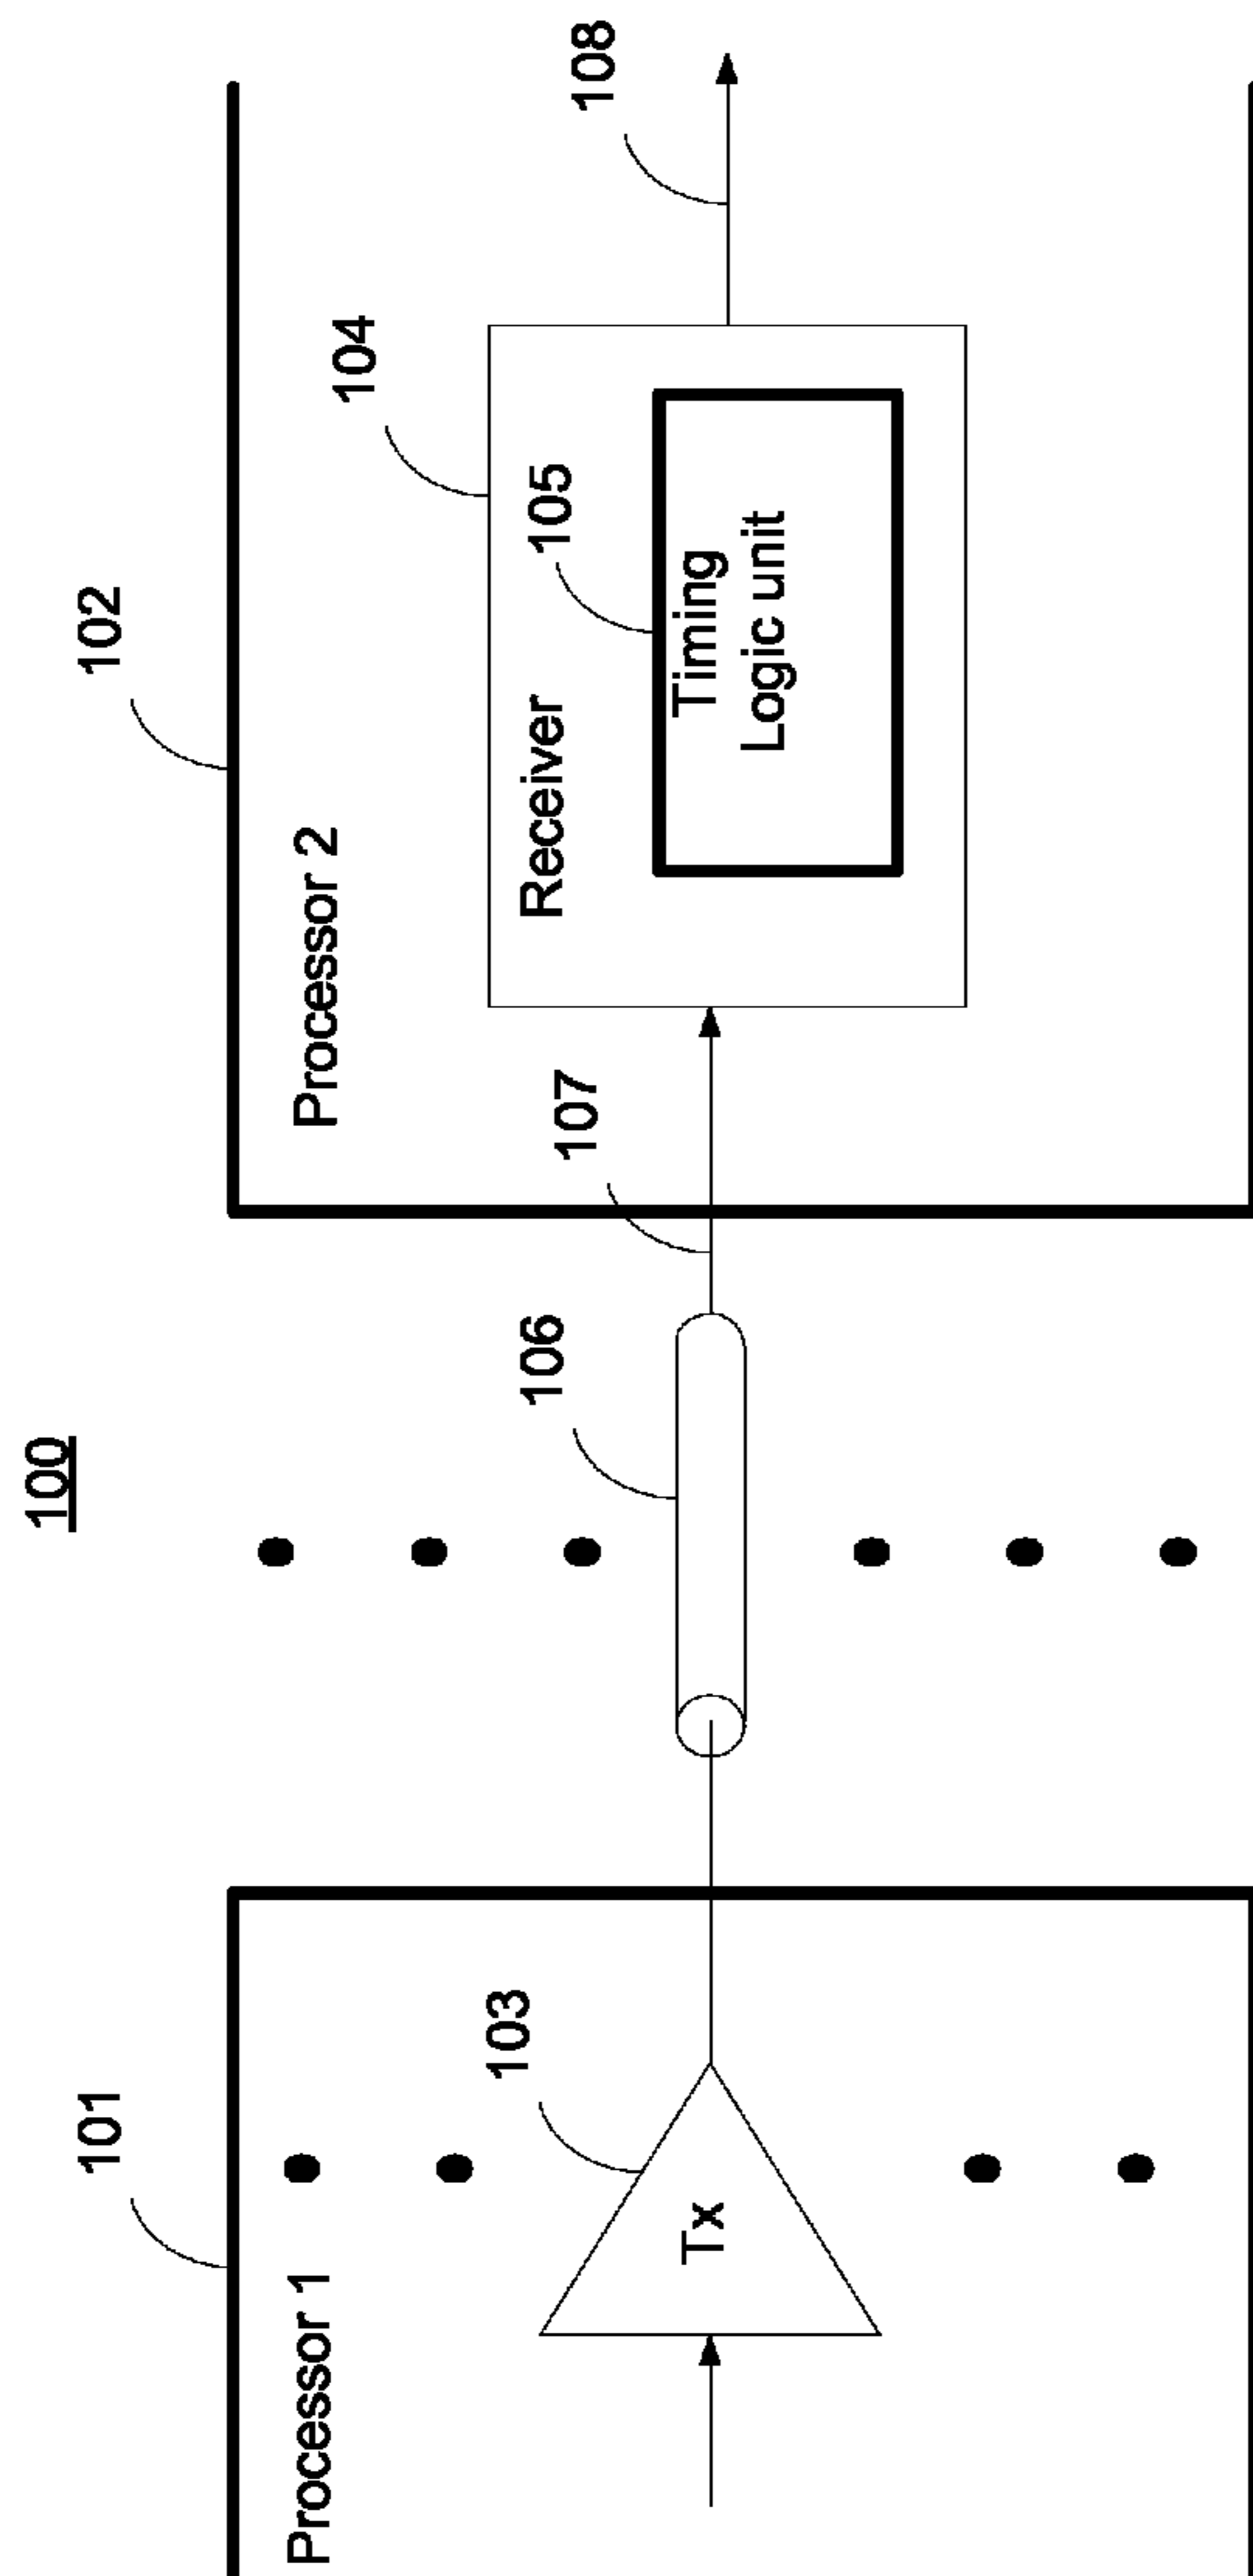 100
101
Processor 1
103
Tx
106
107
102
Processor 2
104
Receiver
105
Timing
Logic unit
108